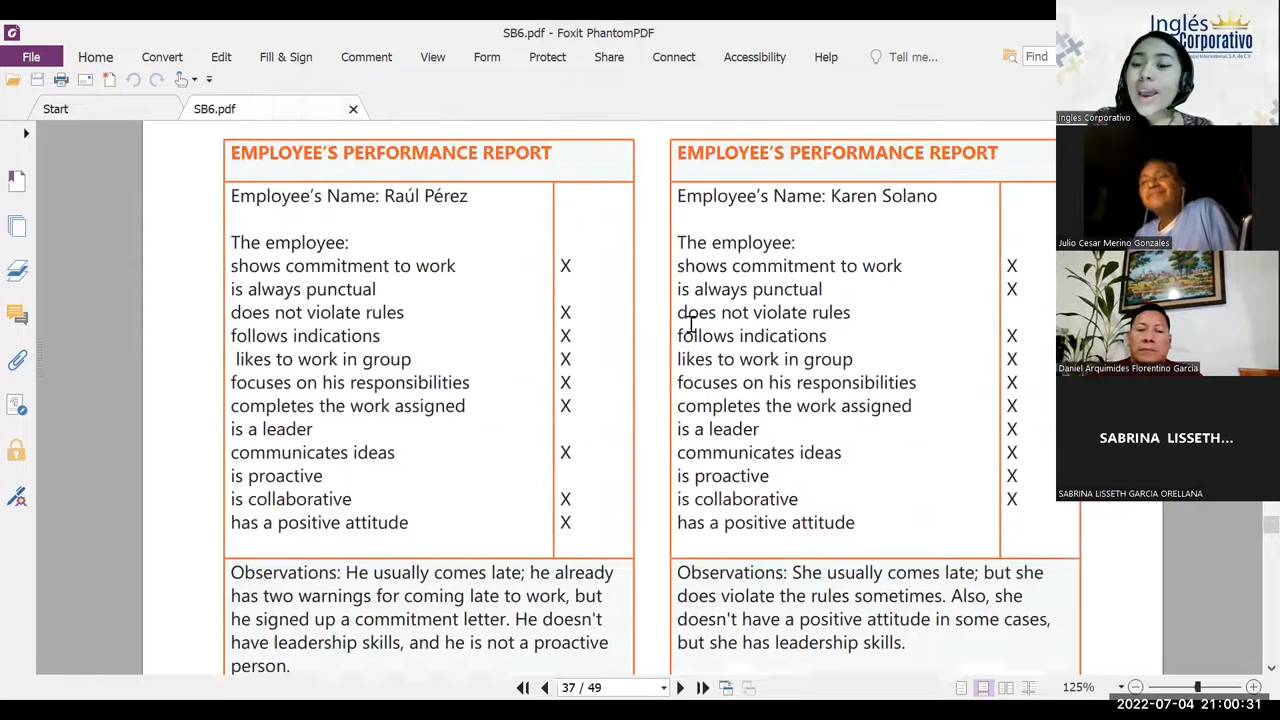 SB6.pdf - Foxit PhantomPDF
File Home Convert Edit Fill & Sign Comment View Form Protect Share Connect Accessibility Help Tell me... Find
Start SB6.pdf
EMPLOYEE'S PERFORMANCE REPORT
Employee's Name: Raúl Pérez
The employee:
shows commitment to work X
is always punctual
does not violate rules X
follows indications X
likes to work in group X
focuses on his responsibilities X
completes the work assigned X
is a leader
communicates ideas X
is proactive
is collaborative X
has a positive attitude X
Observations: He usually comes late; he already
has two warnings for coming late to work, but
he signed up a commitment letter. He doesn't
have leadership skills, and he is not a proactive
person.
EMPLOYEE'S PERFORMANCE REPORT
Employee's Name: Karen Solano
The employee:
shows commitment to work X
is always punctual X
does not violate rules
follows indications X
likes to work in group X
focuses on his responsibilities X
completes the work assigned X
is a leader X
communicates ideas X
is proactive X
is collaborative X
has a positive attitude
Observations: She usually comes late; but she
does violate the rules sometimes. Also, she
doesn't have a positive attitude in some cases,
but she has leadership skills.
Inglés
Corporativo
Ingles Corporativo
Julio Cesar Merino Gonzales
Daniel Arquimides Florentino Garcia
SABRINA LISSETH...
SABRINA LISSETH GARCIA ORELLANA
37 / 49
125%
2022-07-04 21:00:31